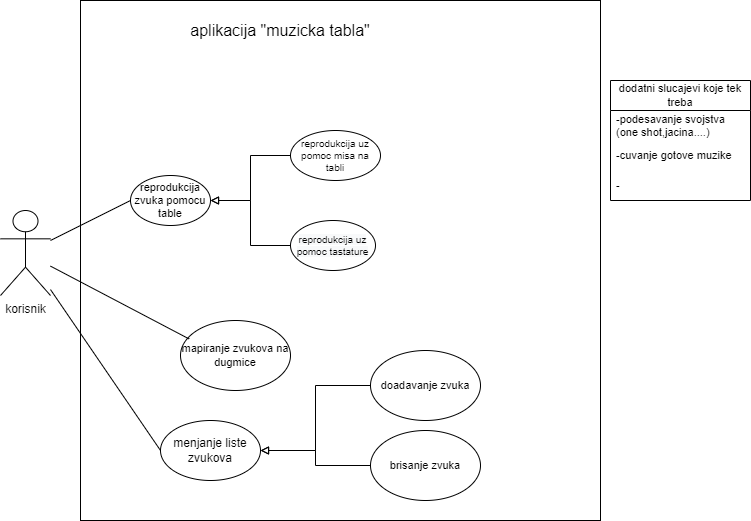 aplikacija "muzicka tabla"
dodatni slucajevi koje tek
treba
-podesavanje svojstva
(one shot,jacina....)
-cuvanje gotove muzike
-
reprodukcija uz
pomoc misa na
tabli
reprodukcija
zvuka pomocu
table
reprodukcija uz
pomoc tastature
korisnik
mapiranje zvukova na
dugmice
doadavanje zvuka
menjanje liste
zvukova
brisanje zvuka